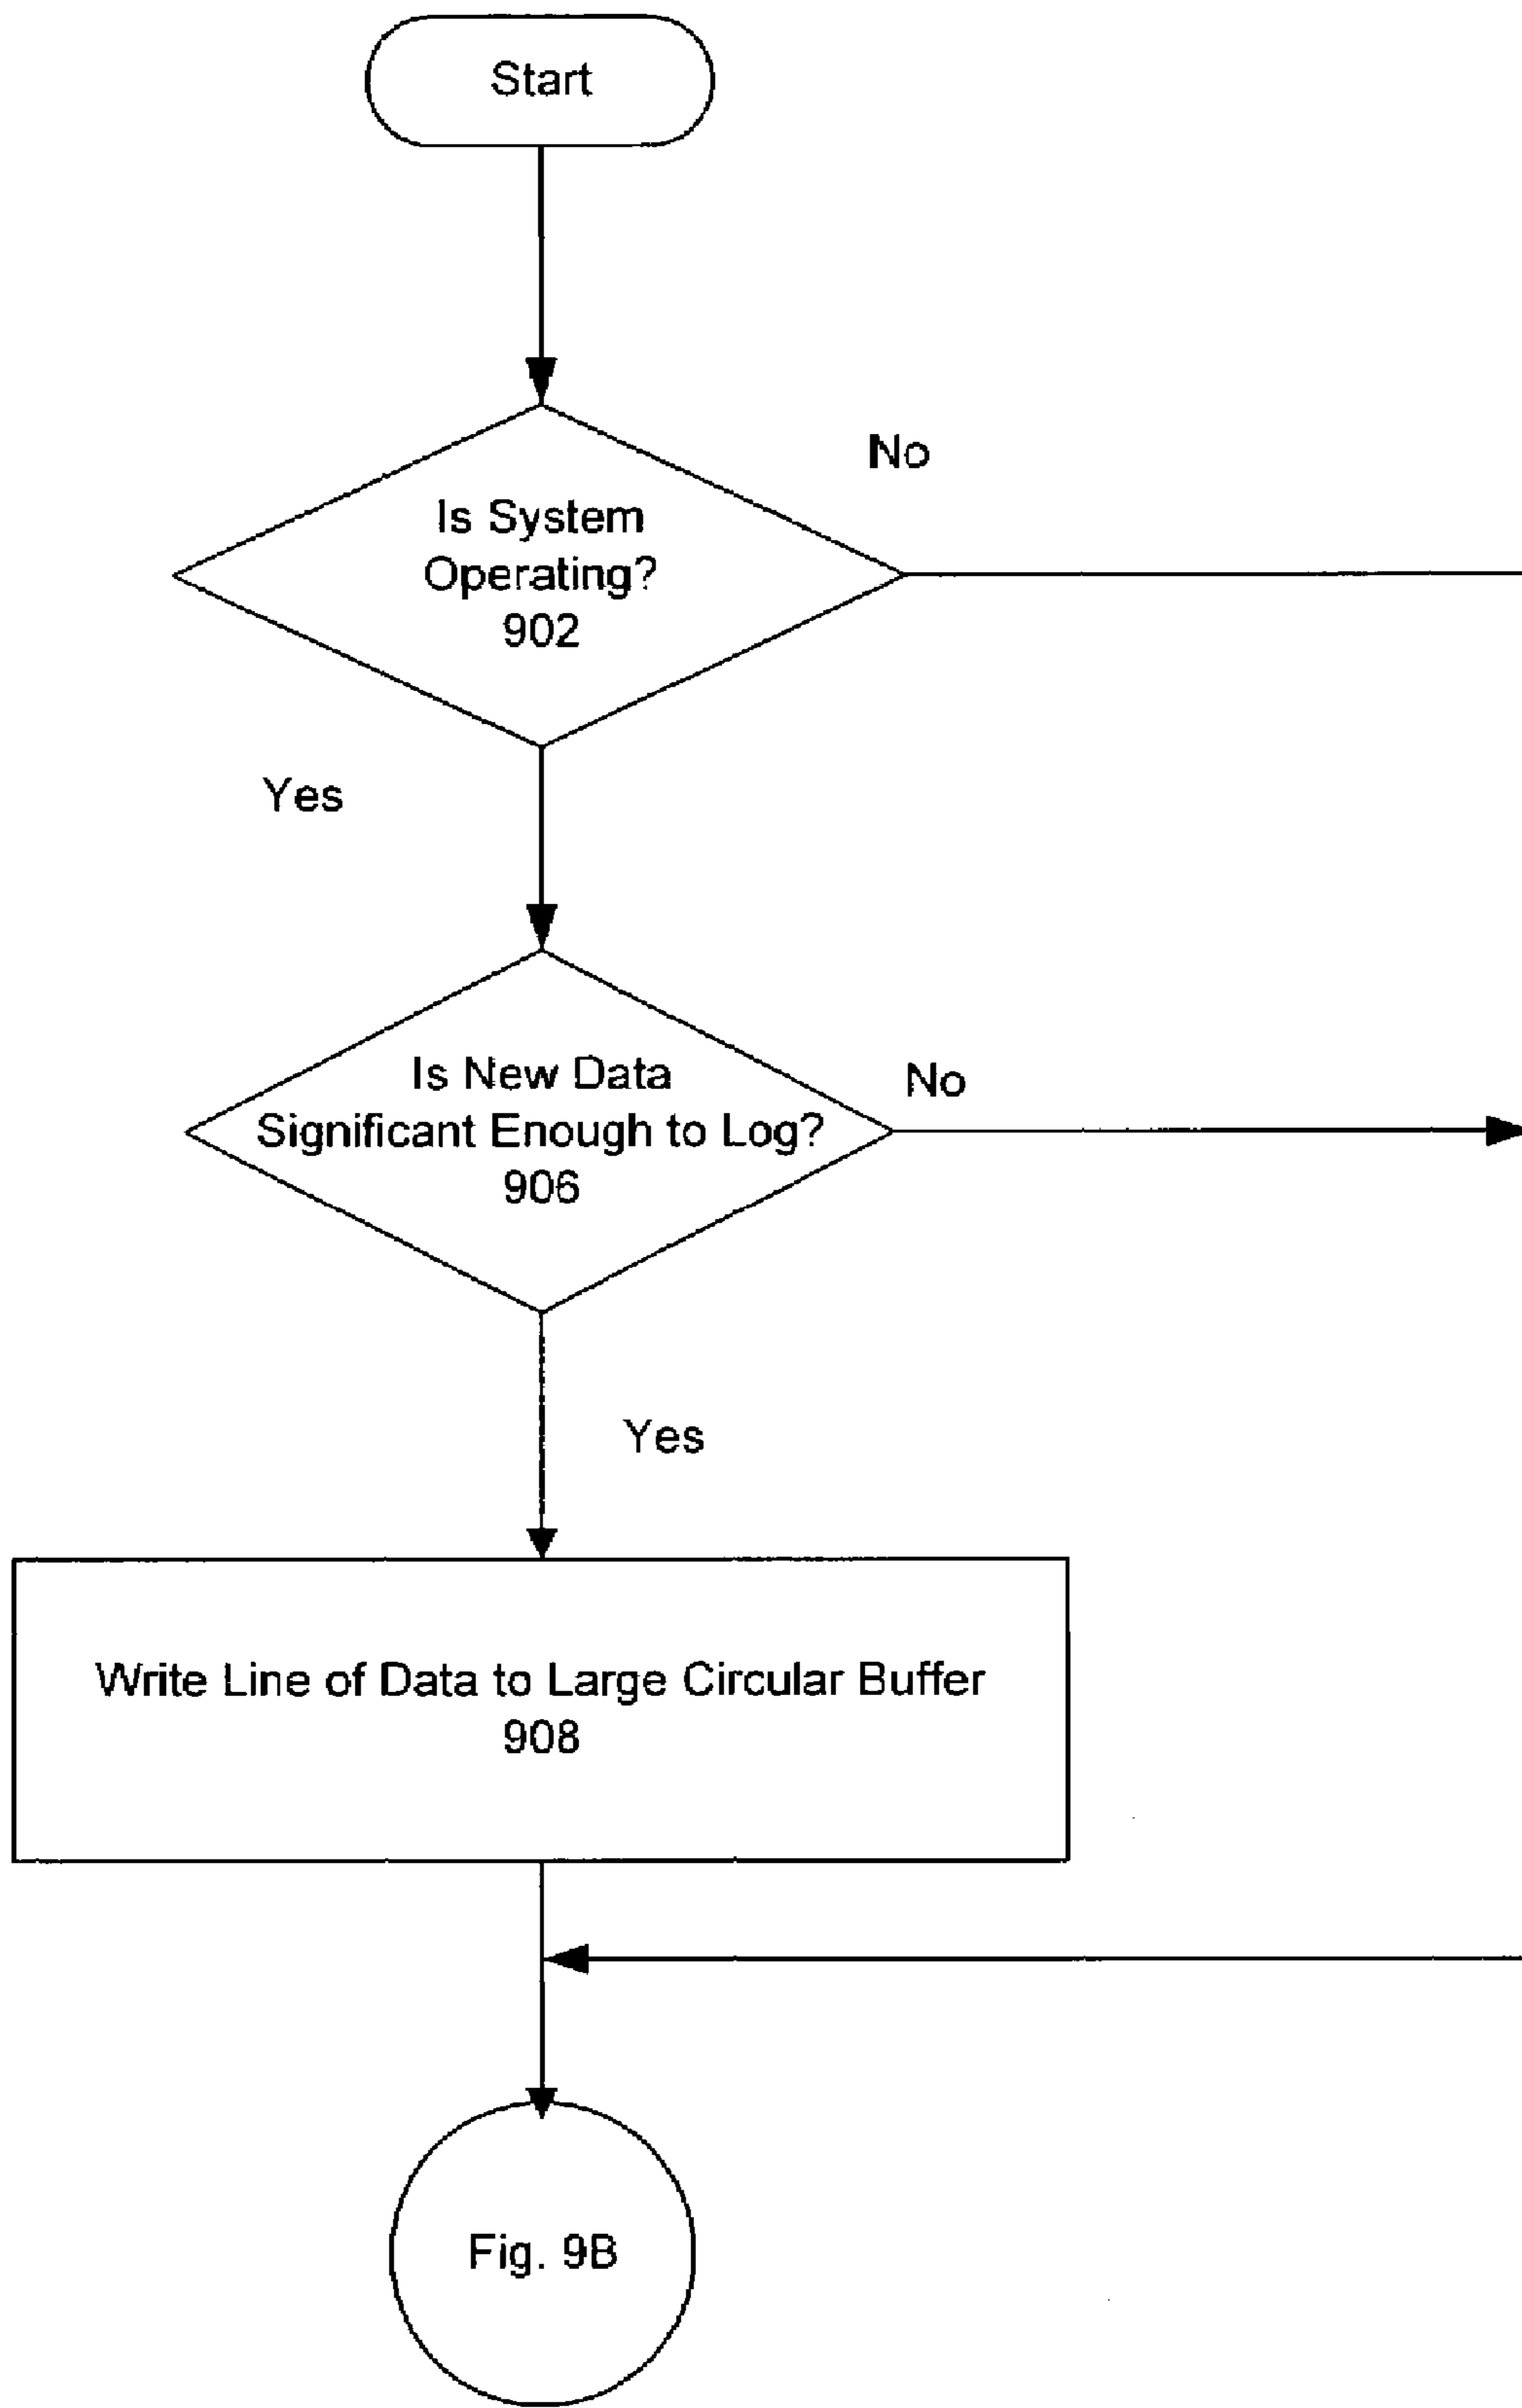 Start
No
Is System
Operating?
902
Yes
Is New Data
Significant Enough to Log?
906
No
Yes
Write Line of Data to Large Circular Buffer
908
Fig. 9B